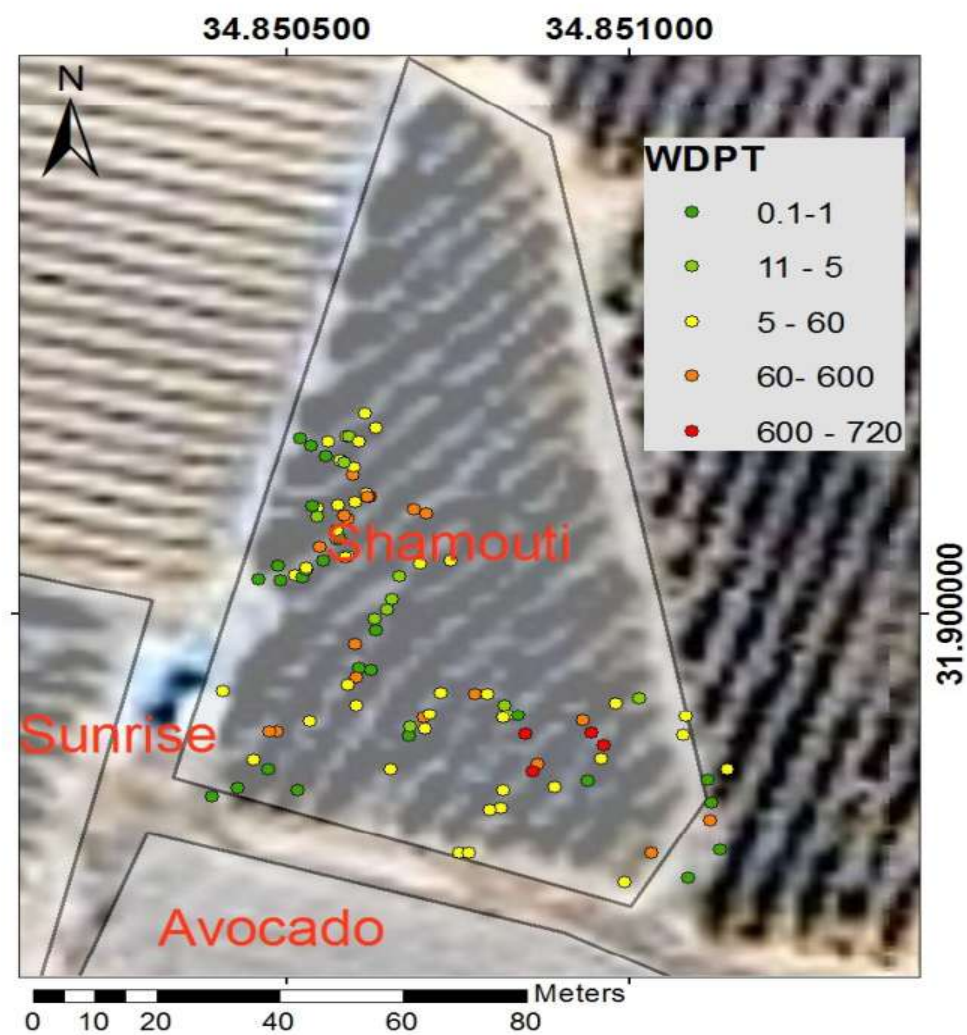 34.850500 34.851000
N
WDPT
0.1-1
11 - 5
5 - 60
60- 600
600 - 720
Shamouti
31.900000
Sunrise
Avocado
Meters
0 10 20 40 60 80